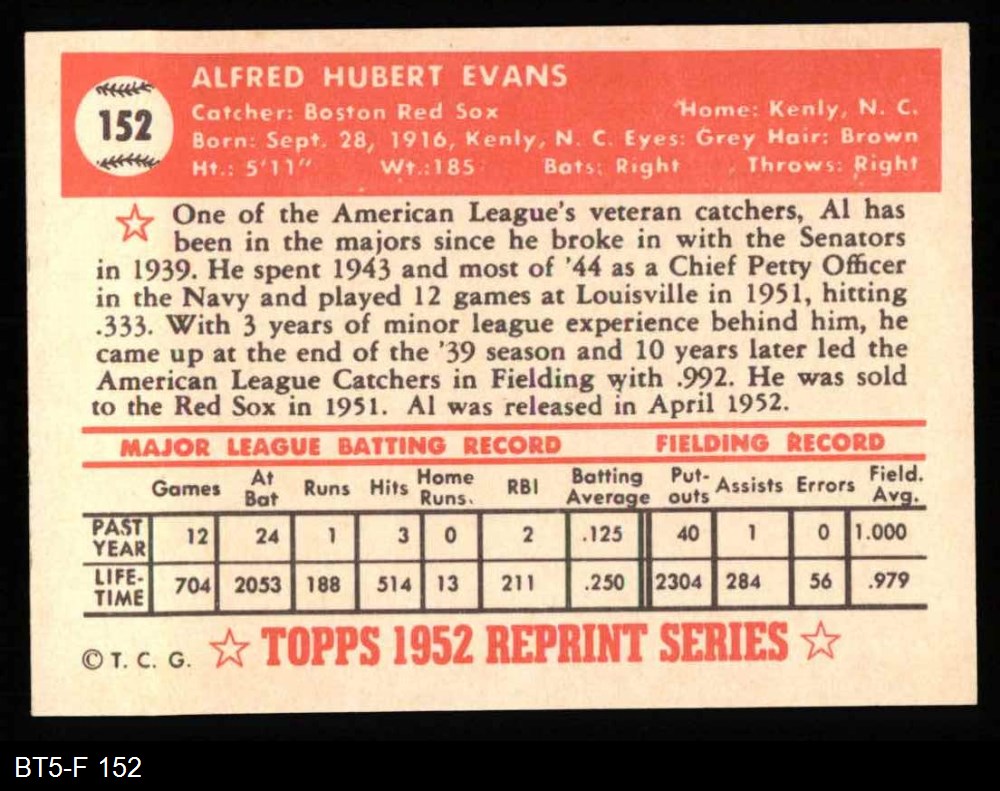 152
ALFRED HUBERT EVANS
Catcher: Boston Red Sox Home: Kenly, N. C.
Born: Sept. 28, 1916, Kenly, N. C. Eyes: Grey Hair: Brown
Ht.: 5'11" Wt.:185 Bats: Right Throws: Right
One of the American League's veteran catchers, Al has
been in the majors since he broke in with the Senators
in 1939. He spent 1943 and most of '44 as a Chief Petty Officer
in the Navy and played 12 games at Louisville in 1951, hitting
.333. With 3 years of minor league experience behind him, he
came up at the end of the '39 season and 10 years later led the
American League Catchers in Fielding with .992. He was sold
to the Red Sox in 1951. Al was released in April 1952.
MAJOR LEAGUE BATTING RECORD FIELDING RECORD
Games At Bat Runs Hits Home Runs. RBI Batting Average Put-outs Assists Errors Field. Avg.
PAST YEAR 12 24 1 3 0 2 .125 40 1 0 1.000
LIFE-TIME 704 2053 188 514 13 211 .250 2304 284 56 .979
© T. C. G. ☆ TOPPS 1952 REPRINT SERIES ☆
BT5-F 152